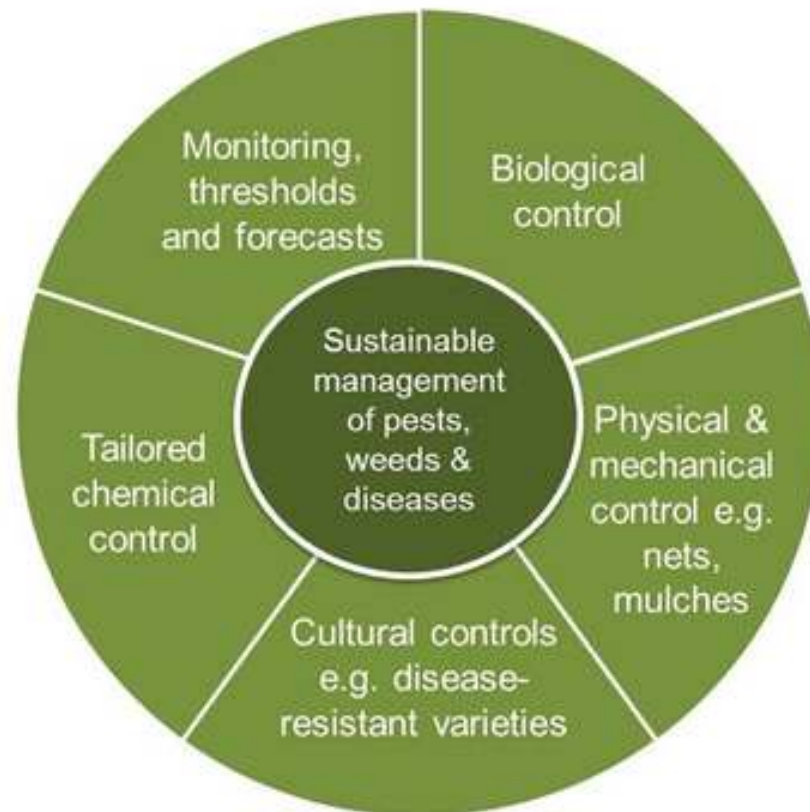 Monitoring,
thresholds
and forecasts
Biological
control
Sustainable
management
of pests,
weeds &
diseases
Tailored
chemical
control
Physical &
mechanical
control e.g.
nets,
mulches
Cultural controls
e.g. disease-
resistant varieties